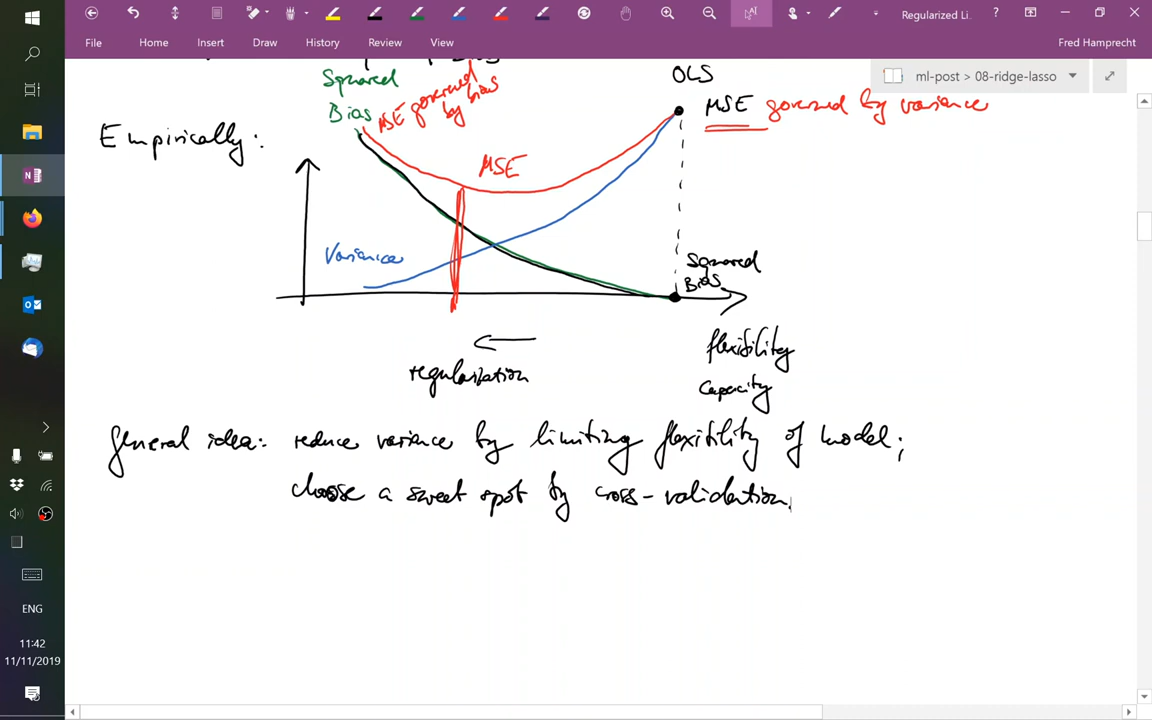 Regularized Li...
File Home Insert Draw History Review View
Fred Hamprecht
ml-post > 08-ridge-lasso
Squared
Bias
MSE governed
by bias
OLS
MSE governed by variance
Empirically:
MSE
Variance
Squared
Bias
regularization
flexibility
Capacity
general idea: reduce variance by limiting flexibility of model;
choose a sweet spot by cross-validation.
ENG
11:42
11/11/2019